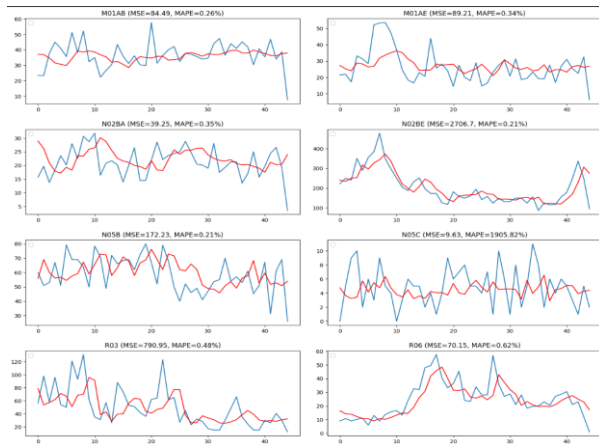 M01AB (MSE=84.49, MAPE=0.26%)
M01AE (MSE=89.21, MAPE=0.34%)
60
50
40
30
20
10
0 10 20 30 40
50
40
30
20
10
0 10 20 30 40
N02BA (MSE=39.25, MAPE=0.35%)
N02BE (MSE=2706.7, MAPE=0.21%)
30
25
20
15
10
5
0 10 20 30 40
400
300
200
100
0 10 20 30 40
N05B (MSE=172.23, MAPE=0.21%)
N05C (MSE=9.63, MAPE=1905.82%)
80
70
60
50
40
30
0 10 20 30 40
10
8
6
4
2
0
0 10 20 30 40
R03 (MSE=790.95, MAPE=0.48%)
R06 (MSE=70.15, MAPE=0.62%)
120
100
80
60
40
20
0 10 20 30 40
60
50
40
30
20
10
0
0 10 20 30 40